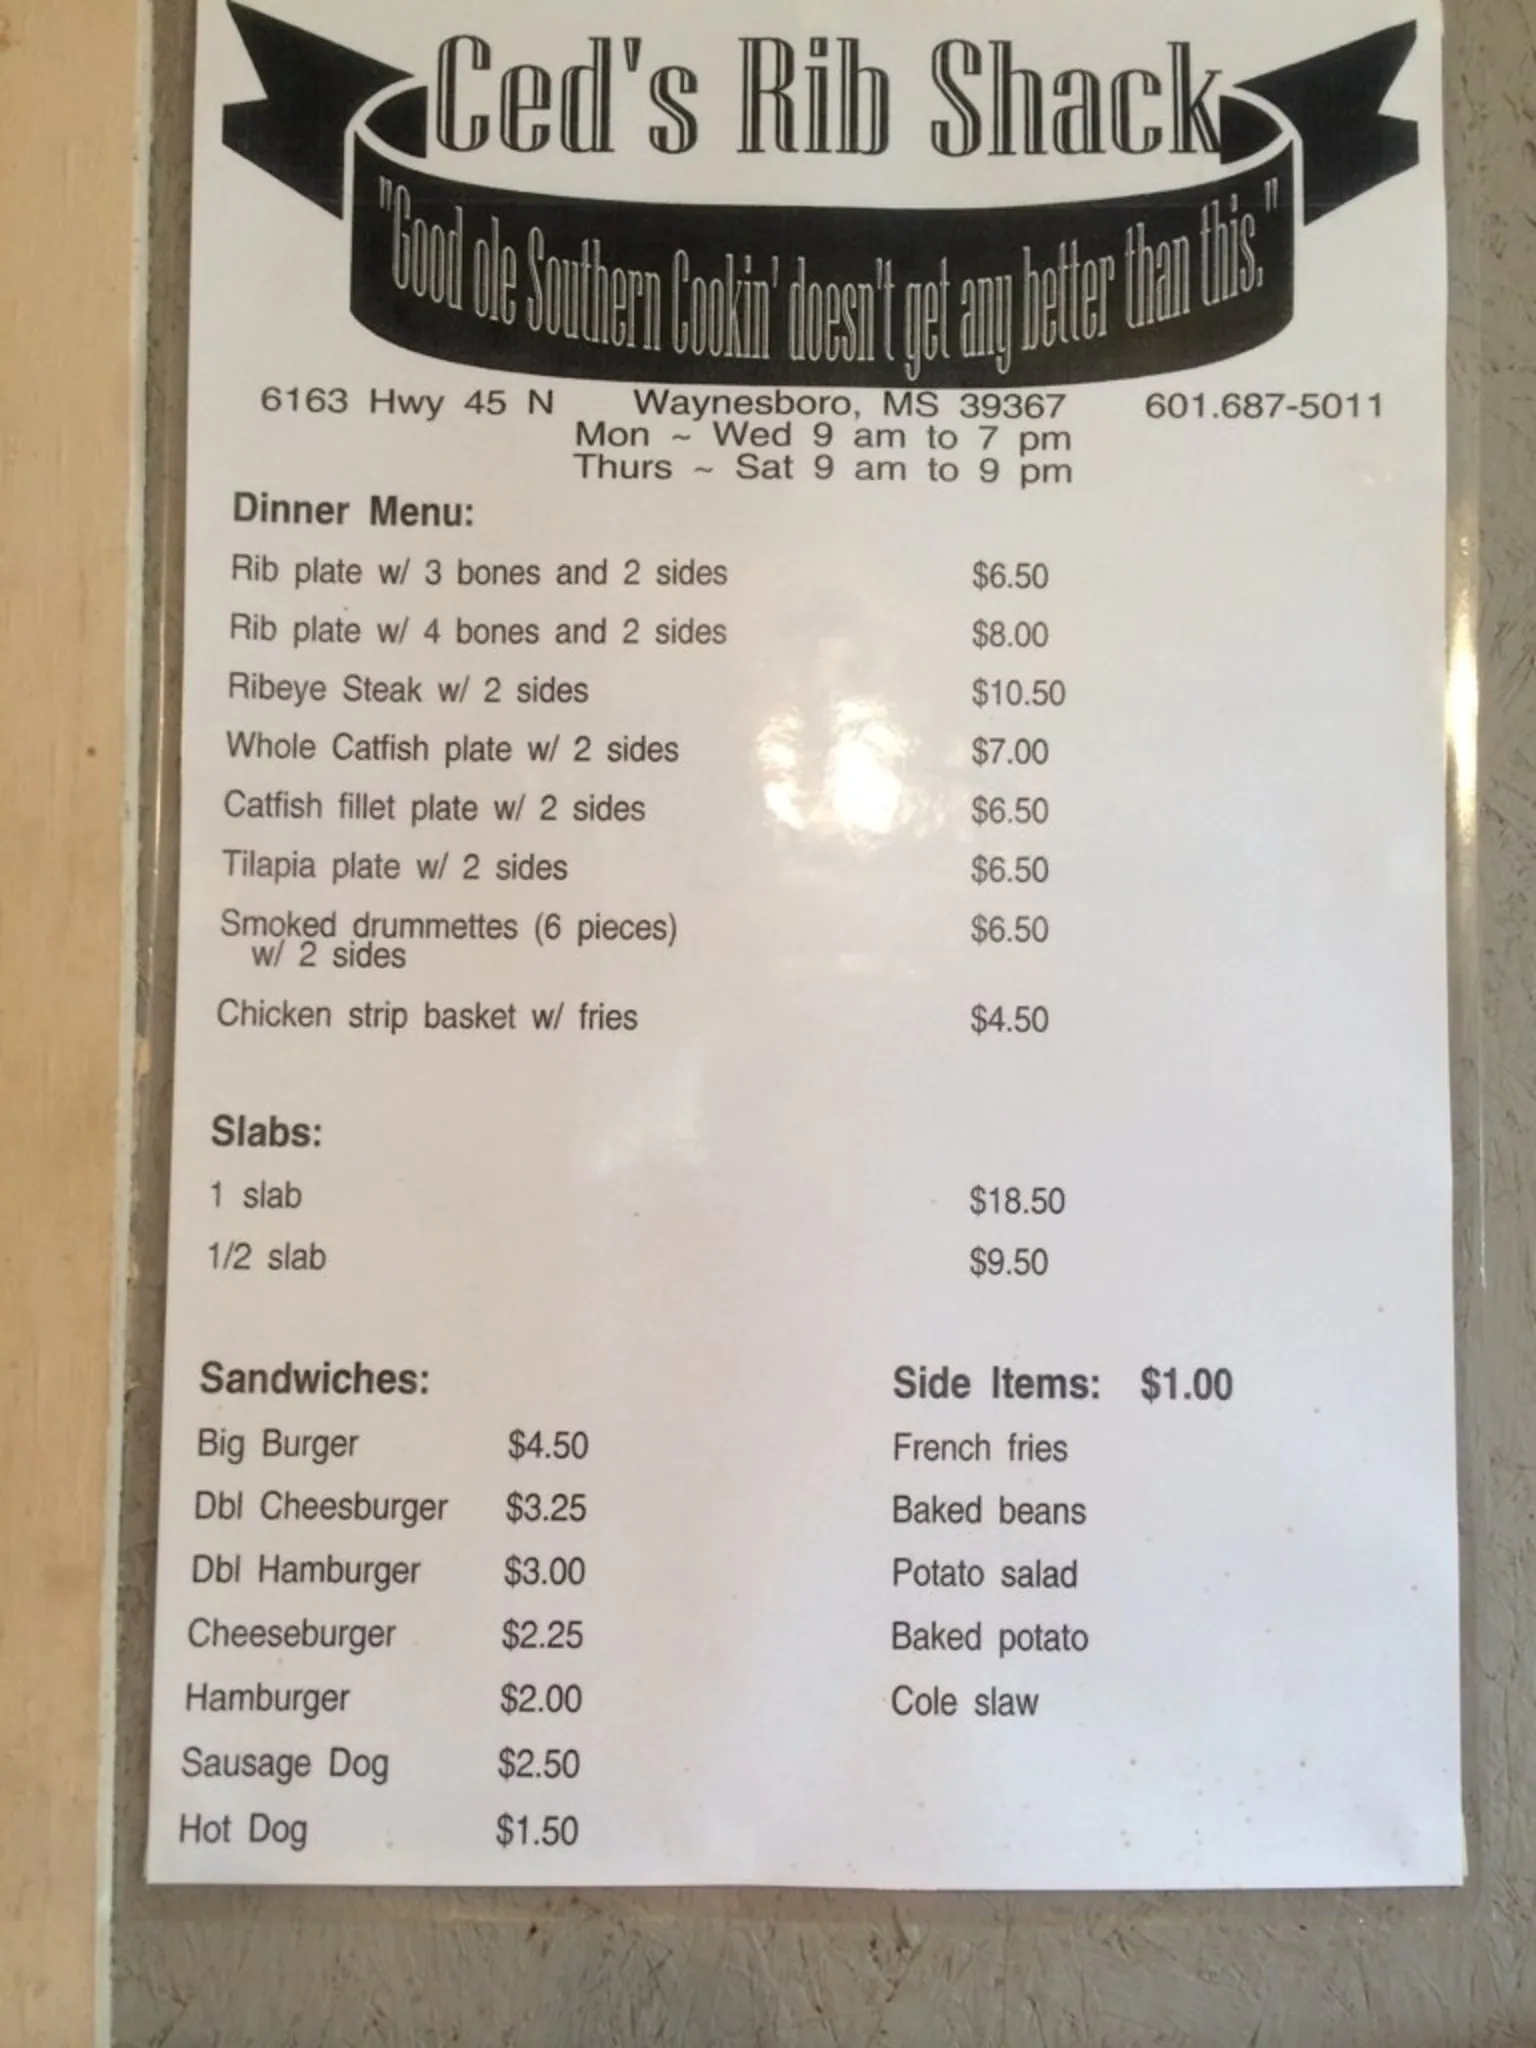 Ced's Rib Shack
"Good ole Southern Cookin' doesn't get any better than this."
6163 Hwy 45 N Waynesboro, MS 39367 601.687-5011
Mon ~ Wed 9 am to 7 pm
Thurs ~ Sat 9 am to 9 pm
Dinner Menu:
Rib plate w/ 3 bones and 2 sides $6.50
Rib plate w/ 4 bones and 2 sides $8.00
Ribeye Steak w/ 2 sides $10.50
Whole Catfish plate w/ 2 sides $7.00
Catfish fillet plate w/ 2 sides $6.50
Tilapia plate w/ 2 sides $6.50
Smoked drummettes (6 pieces) $6.50
w/ 2 sides
Chicken strip basket w/ fries $4.50
Slabs:
1 slab $18.50
1/2 slab $9.50
Sandwiches:
Big Burger $4.50
Dbl Cheesburger $3.25
Dbl Hamburger $3.00
Cheeseburger $2.25
Hamburger $2.00
Sausage Dog $2.50
Hot Dog $1.50
Side Items: $1.00
French fries
Baked beans
Potato salad
Baked potato
Cole slaw